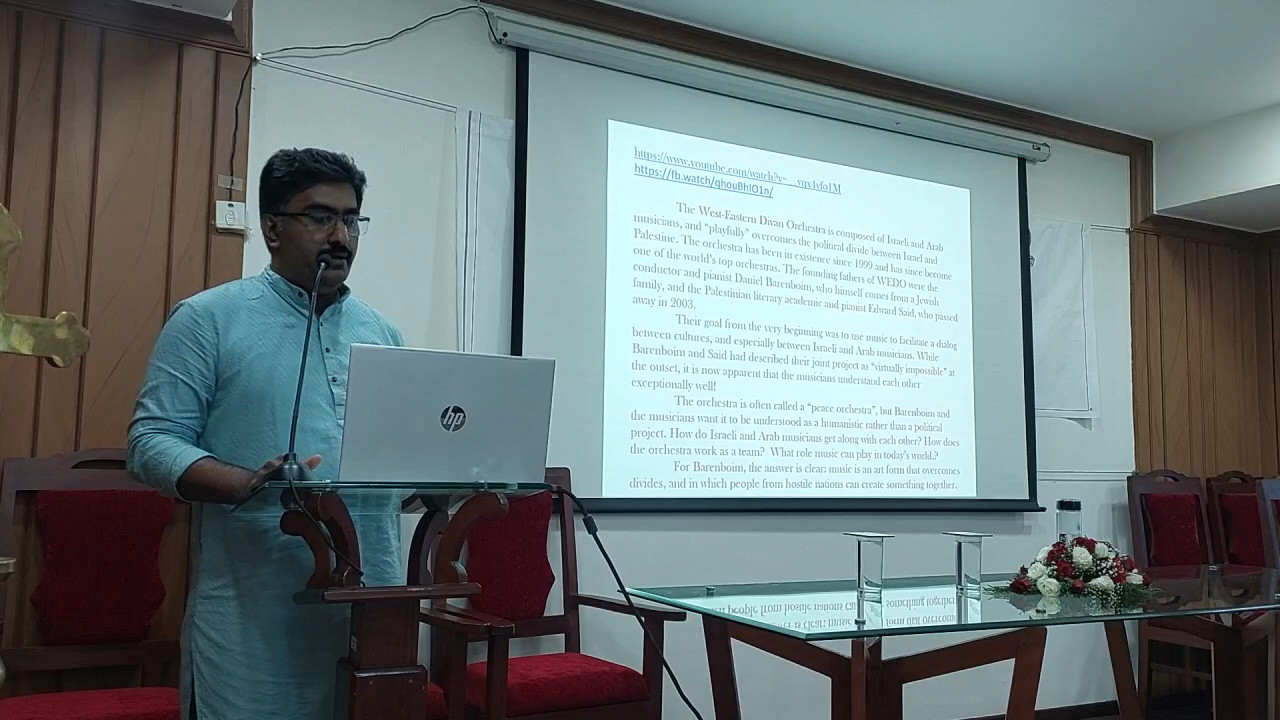 https://www.youtube.com/watch?v=
https://fb.watch/qhouBhlO1n/
The West-Eastern Divan Orchestra is composed of Israeli and Arab
musicians, and “playfully” overcomes the political divide between Israel and
Palestine. The orchestra has been in existence since 1999 and has since become
one of the world’s top orchestras. The founding fathers of WEDO were the
conductor and pianist Daniel Barenboim, who himself comes from a Jewish
family, and the Palestinian literary academic and pianist Edward Said, who passed
away in 2003.
Their goal from the very beginning was to use music to facilitate a dialog
between cultures, and especially between Israeli and Arab musicians. While
Barenboim and Said had described their joint project as “virtually impossible” at
the outset, it is now apparent that the musicians understand each other
exceptionally well!
The orchestra is often called a “peace orchestra”, but Barenboim and
the musicians want it to be understood as a humanistic rather than a political
project. How do Israeli and Arab musicians get along with each other? How does
the orchestra work as a team? What role music can play in today’s world.?
For Barenboim, the answer is clear: music is an art form that overcomes
divides, and in which people from hostile nations can create something together.
hp